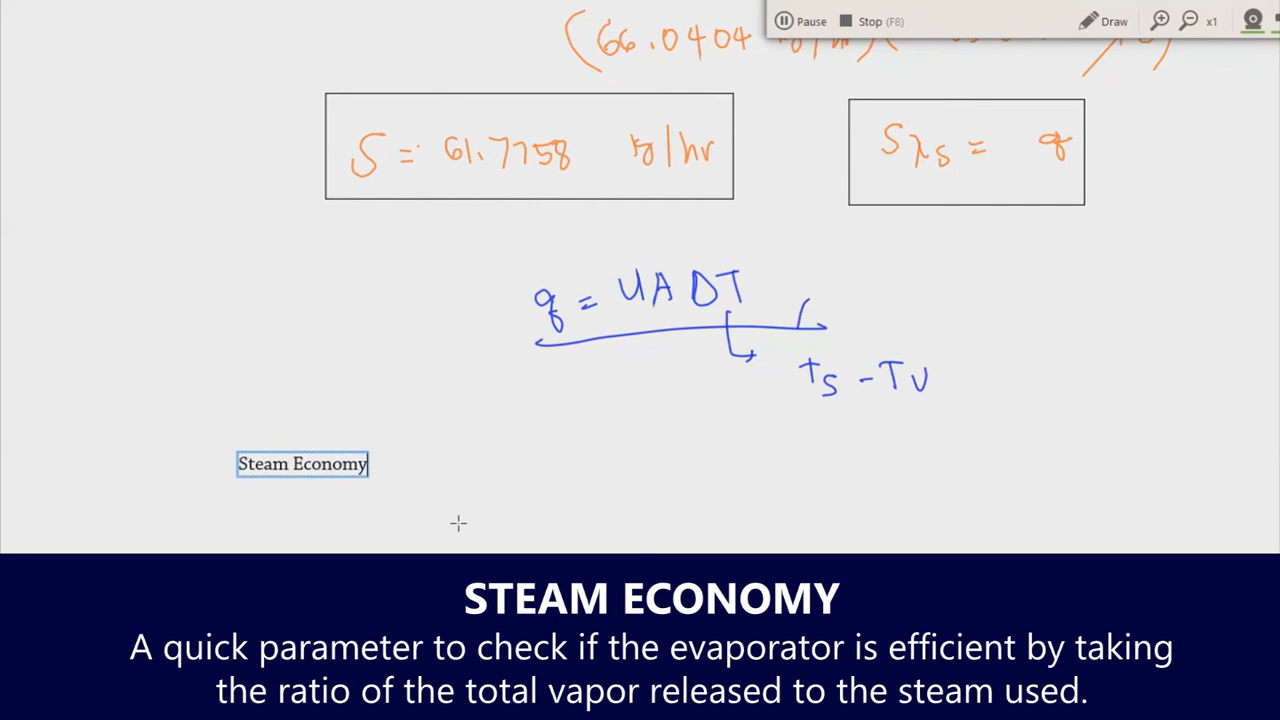 Pause Stop (F8) Draw x1
(66.0404
S = 61.7758 kg/hr
Sλs = q
q = UADT
Ts - Tv
Steam Economy
STEAM ECONOMY
A quick parameter to check if the evaporator is efficient by taking
the ratio of the total vapor released to the steam used.